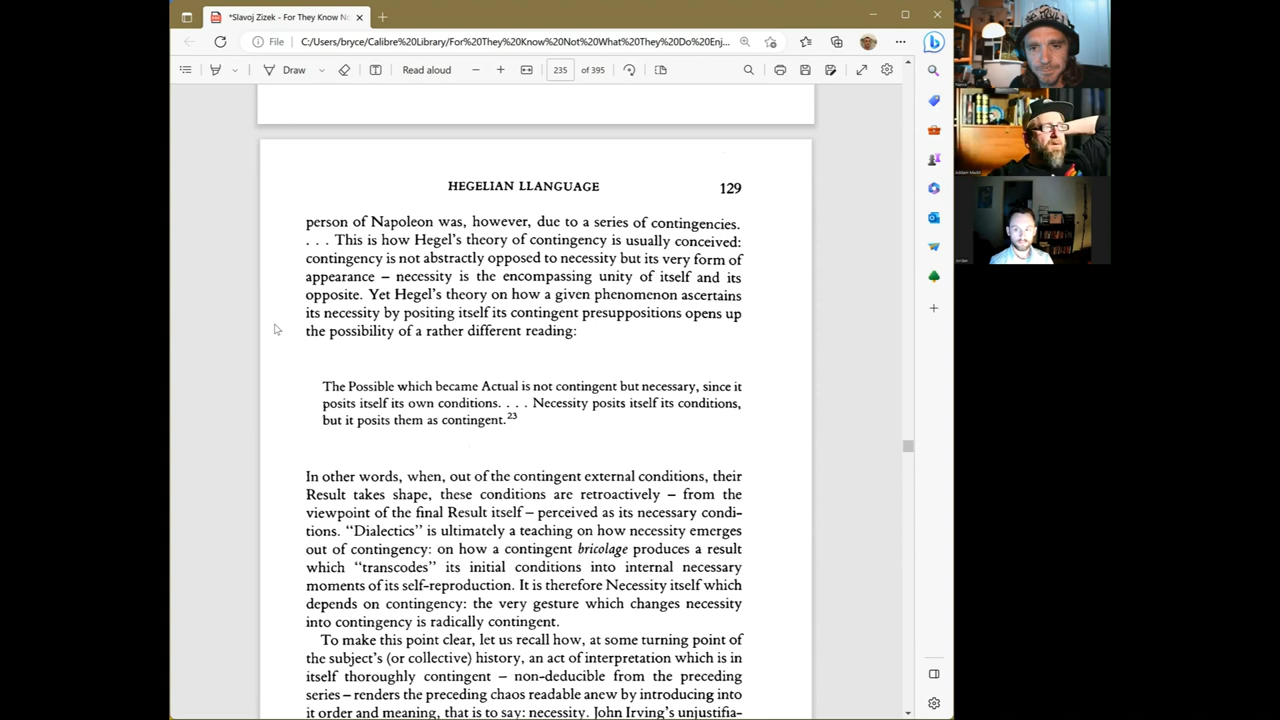 *Slavoj Zizek - For They Know No
File
C:/Users/bryce/Calibre%20Library/For%20They%20Know%20Not%20What%20They%20Do%20Enj...
Draw
Read aloud
235
of 395
HEGELIAN LLANGUAGE
129
person of Napoleon was, however, due to a series of contingencies.
. . . This is how Hegel's theory of contingency is usually conceived:
contingency is not abstractly opposed to necessity but its very form of
appearance – necessity is the encompassing unity of itself and its
opposite. Yet Hegel's theory on how a given phenomenon ascertains
its necessity by positing itself its contingent presuppositions opens up
the possibility of a rather different reading:
The Possible which became Actual is not contingent but necessary, since it
posits itself its own conditions. . . . Necessity posits itself its conditions,
but it posits them as contingent.23
In other words, when, out of the contingent external conditions, their
Result takes shape, these conditions are retroactively – from the
viewpoint of the final Result itself – perceived as its necessary condi-
tions. "Dialectics" is ultimately a teaching on how necessity emerges
out of contingency: on how a contingent bricolage produces a result
which "transcodes" its initial conditions into internal necessary
moments of its self-reproduction. It is therefore Necessity itself which
depends on contingency: the very gesture which changes necessity
into contingency is radically contingent.
To make this point clear, let us recall how, at some turning point of
the subject's (or collective) history, an act of interpretation which is in
itself thoroughly contingent – non-deducible from the preceding
series – renders the preceding chaos readable anew by introducing into
it order and meaning, that is to say: necessity. John Irving's unjustifia-
Jordan